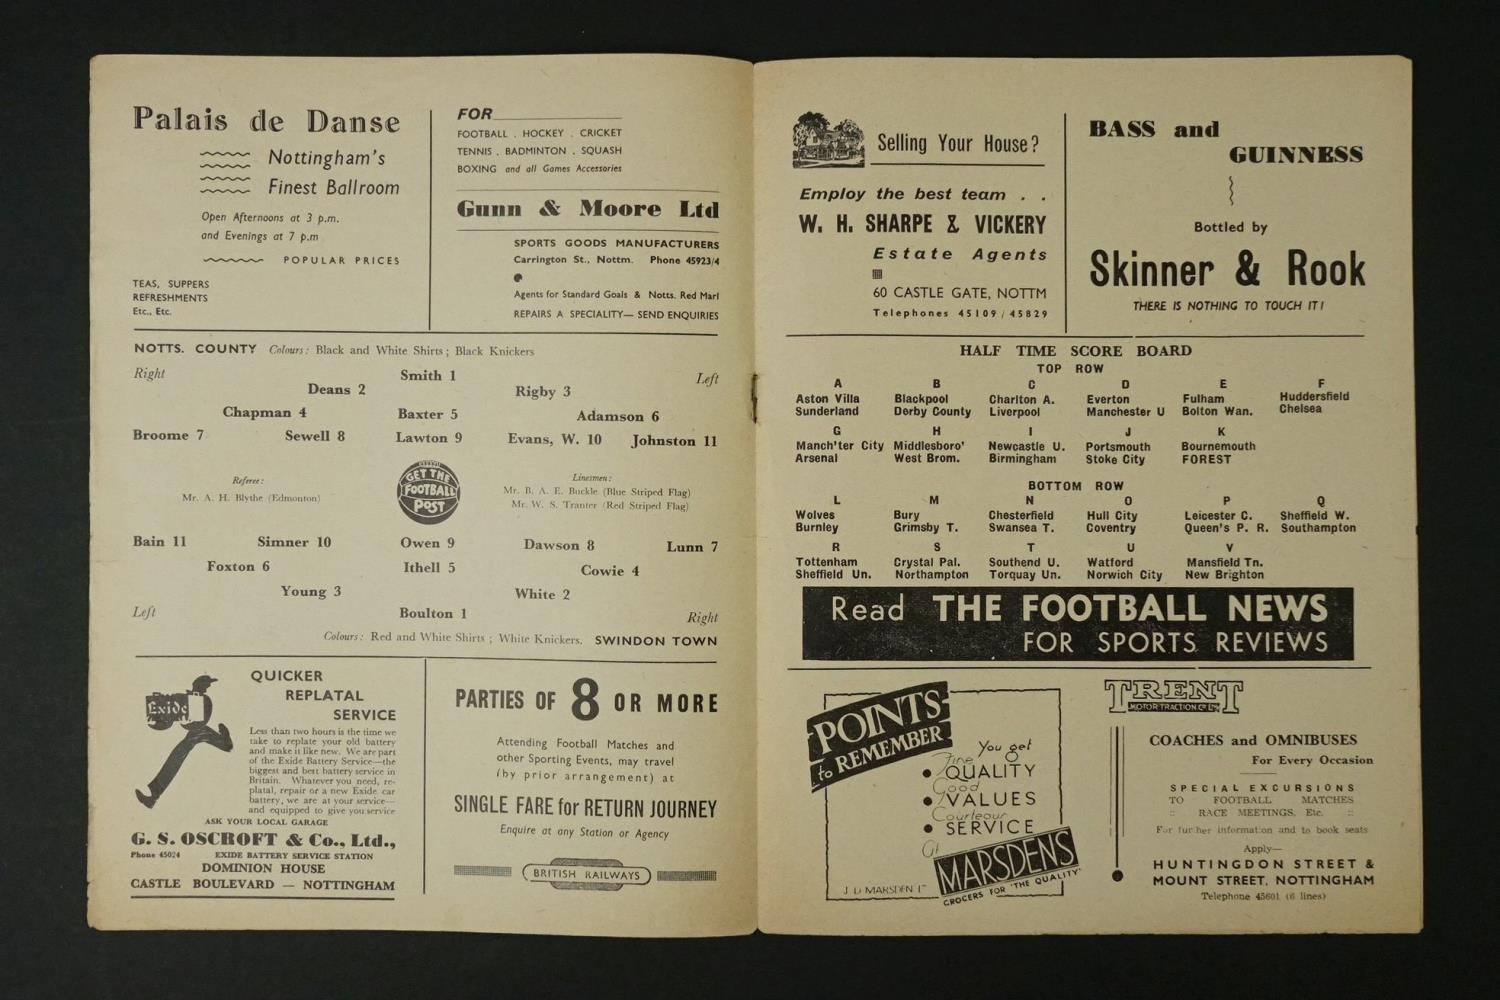 Palais de Danse
Nottingham's
Finest Ballroom
Open Afternoons at 3 p.m.
and Evenings at 7 p.m
POPULAR PRICES
TEAS, SUPPERS
REFRESHMENTS
Etc., Etc.
FOR
FOOTBALL . HOCKEY . CRICKET
TENNIS . BADMINTON . SQUASH
BOXING and all Games Accessories
Gunn & Moore Ltd
SPORTS GOODS MANUFACTURERS
Carrington St., Nottm. Phone 45923/4
Agents for Standard Goals & Notts. Red Marl
REPAIRS A SPECIALITY— SEND ENQUIRIES
NOTTS. COUNTY Colours: Black and White Shirts; Black Knickers
Right Smith 1 Left
Deans 2 Rigby 3
Chapman 4 Baxter 5 Adamson 6
Broome 7 Sewell 8 Lawton 9 Evans, W. 10 Johnston 11
Referee: Linesmen:
Mr. A. H. Blythe (Edmonton) Mr. B. A. E. Buckle (Blue Striped Flag)
Mr. W. S. Tranter (Red Striped Flag)
GET THE
FOOTBALL
POST
Bain 11 Simner 10 Owen 9 Dawson 8 Lunn 7
Foxton 6 Ithell 5 Cowie 4
Young 3 White 2
Left Boulton 1 Right
Colours: Red and White Shirts; White Knickers. SWINDON TOWN
Exide
QUICKER
REPLATAL
SERVICE
Less than two hours is the time we
take to replate your old battery
and make it like new. We are part
of the Exide Battery Service—the
biggest and best battery service in
Britain. Whatever you need, re-
platal, repair or a new Exide car
battery, we are at your service—
and equipped to give you service
ASK YOUR LOCAL GARAGE
G. S. OSCROFT & Co., Ltd.,
Phone 45024 EXIDE BATTERY SERVICE STATION
DOMINION HOUSE
CASTLE BOULEVARD — NOTTINGHAM
PARTIES OF 8 OR MORE
Attending Football Matches and
other Sporting Events, may travel
(by prior arrangement) at
SINGLE FARE for RETURN JOURNEY
Enquire at any Station or Agency
BRITISH RAILWAYS
Selling Your House?
Employ the best team . .
W. H. SHARPE & VICKERY
Estate Agents
60 CASTLE GATE, NOTTM
Telephones 45109 / 45829
BASS and
GUINNESS
Bottled by
Skinner & Rook
THERE IS NOTHING TO TOUCH IT!
HALF TIME SCORE BOARD
TOP ROW
A B C D E F
Aston Villa Blackpool Charlton A. Everton Fulham Huddersfield
Sunderland Derby County Liverpool Manchester U Bolton Wan. Chelsea
G H I J K
Manch'ter City Middlesboro' Newcastle U. Portsmouth Bournemouth
Arsenal West Brom. Birmingham Stoke City FOREST
BOTTOM ROW
L M N O P Q
Wolves Bury Chesterfield Hull City Leicester C. Sheffield W.
Burnley Grimsby T. Swansea T. Coventry Queen's P. R. Southampton
R S T U V
Tottenham Crystal Pal. Southend U. Watford Mansfield Tn.
Sheffield Un. Northampton Torquay Un. Norwich City New Brighton
Read THE FOOTBALL NEWS
FOR SPORTS REVIEWS
POINTS
to REMEMBER
You get
Fine
• QUALITY
Good
• VALUES
Courteous
• SERVICE
At
MARSDENS
GROCERS FOR 'THE QUALITY'
J. D. MARSDEN LT
TRENT
MOTOR TRACTION CO LTD
COACHES and OMNIBUSES
For Every Occasion
SPECIAL EXCURSIONS
TO FOOTBALL MATCHES
:: RACE MEETINGS, Etc. ::
For further information and to book seats
Apply—
HUNTINGDON STREET &
MOUNT STREET, NOTTINGHAM
Telephone 45601 (6 lines)